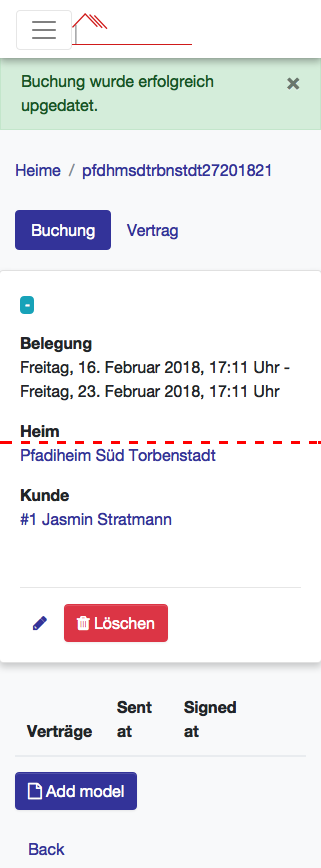 Buchung wurde erfolgreich
upgedatet.
×
Heime / pfdhmsdtrbnstdt27201821
Buchung Vertrag
-
Belegung
Freitag, 16. Februar 2018, 17:11 Uhr -
Freitag, 23. Februar 2018, 17:11 Uhr
Heim
Pfadiheim Süd Torbenstadt
Kunde
#1 Jasmin Stratmann
Löschen
Verträge Sent at Signed at
Add model
Back